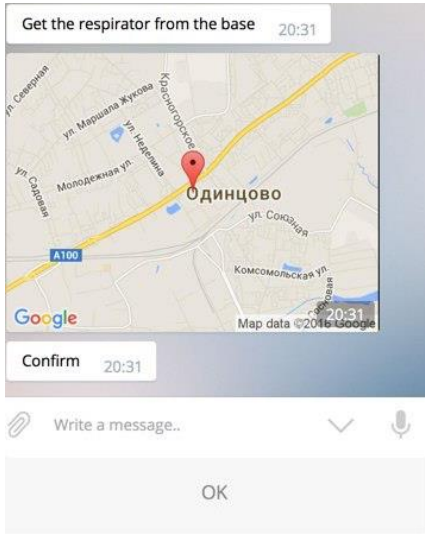 Get the respirator from the base 20:31
ул. Северная
ул. Маршала Жукова
Красногорское
ул. Неделина
ул. Садовая
Молодежная ул.
Одинцово
ул. Союзная
A100
Комсомольская ул.
Google
Map data ©2016 Google
20:31
Confirm 20:31
Write a message..
OK